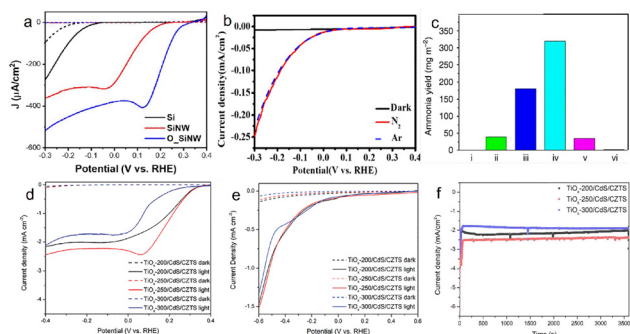 a
J (µA/cm²)
0
-200
-400
-600
-0.3 -0.2 -0.1 0.0 0.1 0.2 0.3 0.4
Potential (V vs. RHE)
Si
SiNW
O_SiNW
b
Current density(mA/cm²)
0.00
-0.05
-0.10
-0.15
-0.20
-0.25
-0.3 -0.2 -0.1 0.0 0.1 0.2 0.3 0.4
Potential(V vs. RHE)
Dark
N₂
Ar
c
Ammonia yield (mg m⁻²)
350
300
250
200
150
100
50
0
i ii iii iv v vi
d
Current density (mA cm⁻²)
0
-1
-2
-3
-4
-0.4 -0.2 0.0 0.2 0.4
Potential (V vs. RHE)
TiO₂-200/CdS/CZTS dark
TiO₂-200/CdS/CZTS light
TiO₂-250/CdS/CZTS dark
TiO₂-250/CdS/CZTS light
TiO₂-300/CdS/CZTS dark
TiO₂-300/CdS/CZTS light
e
Current Density (mA cm⁻²)
0.0
-0.5
-1.0
-1.5
-0.6 -0.4 -0.2 0.0 0.2 0.4 0.6
Potential (V vs. RHE)
TiO₂-200/CdS/CZTS dark
TiO₂-200/CdS/CZTS light
TiO₂-250/CdS/CZTS dark
TiO₂-250/CdS/CZTS light
TiO₂-300/CdS/CZTS dark
TiO₂-300/CdS/CZTS light
f
Current Density (mA cm⁻²)
0
-1
-2
-3
-4
-5
-6
0 500 1000 1500 2000 2500 3000 3500
TiO₂-200/CdS/CZTS
TiO₂-250/CdS/CZTS
TiO₂-300/CdS/CZTS